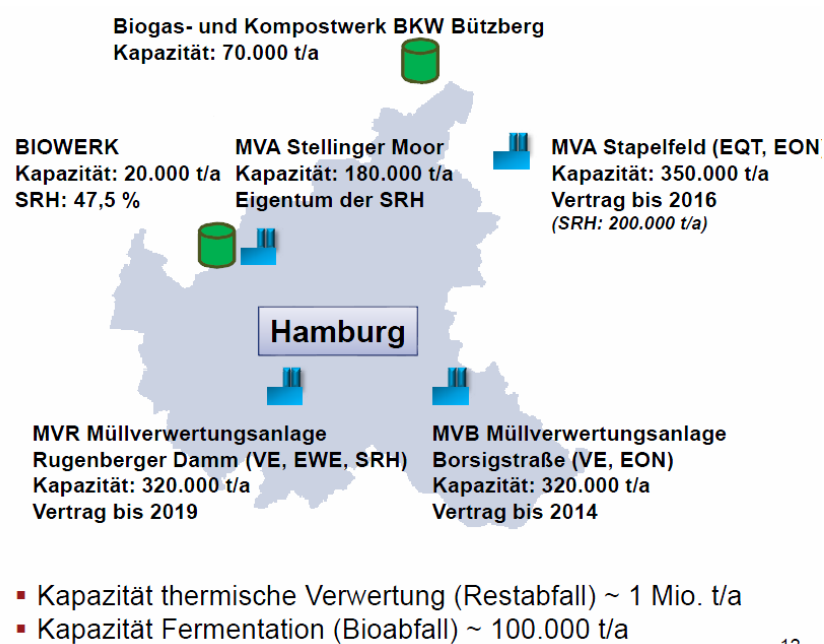 Biogas- und Kompostwerk BKW Bützberg
Kapazität: 70.000 t/a
BIOWERK
Kapazität: 20.000 t/a
SRH: 47,5 %
MVA Stellinger Moor
Kapazität: 180.000 t/a
Eigentum der SRH
MVA Stapelfeld (EQT, EON)
Kapazität: 350.000 t/a
Vertrag bis 2016
(SRH: 200.000 t/a)
Hamburg
MVR Müllverwertungsanlage
Rugenberger Damm (VE, EWE, SRH)
Kapazität: 320.000 t/a
Vertrag bis 2019
MVB Müllverwertungsanlage
Borsigstraße (VE, EON)
Kapazität: 320.000 t/a
Vertrag bis 2014
▪ Kapazität thermische Verwertung (Restabfall) ~ 1 Mio. t/a
▪ Kapazität Fermentation (Bioabfall) ~ 100.000 t/a